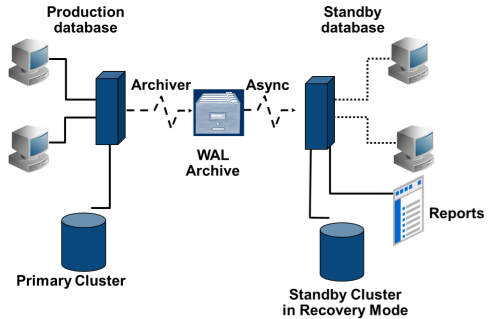 Production
database
Standby
database
Archiver
Async
WAL
Archive
Reports
Primary Cluster
Standby Cluster
in Recovery Mode